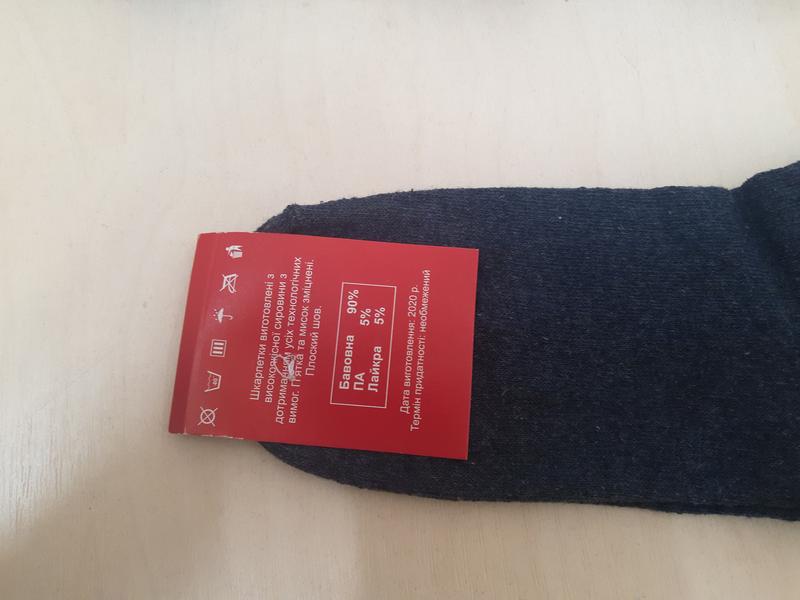 40°
Шкарпетки виготовлені з
високоякісної сировини з
дотриманням усіх технологічних
вимог. П'ятка та мисок зміцнені.
Плоский шов.
Бавовна 90%
ПА 5%
Лайкра 5%
Дата виготовлення: 2020 р.
Термін придатності: необмежений